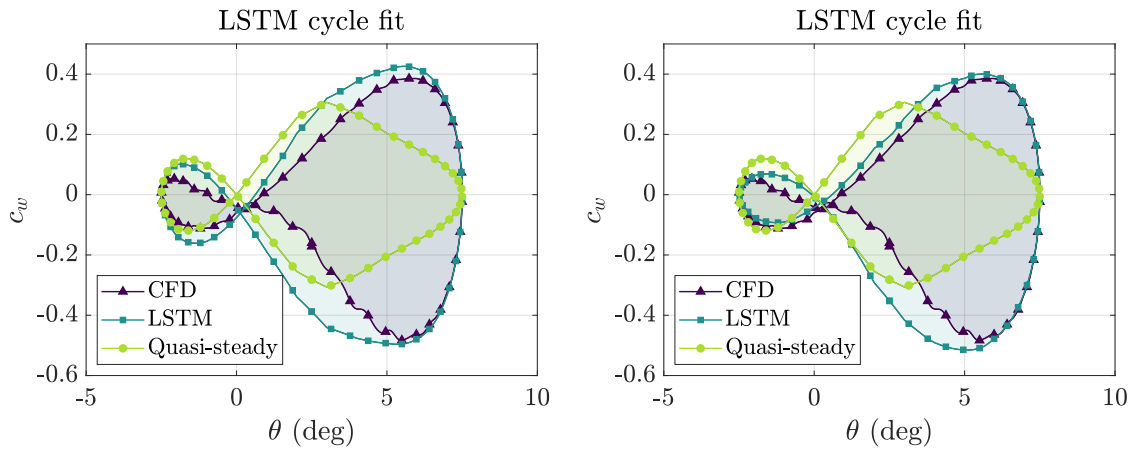 LSTM cycle fit
0.4
0.2
0
-0.2
-0.4
-0.6
c_w
CFD
LSTM
Quasi-steady
-5 0 5 10
θ (deg)
LSTM cycle fit
0.4
0.2
0
-0.2
-0.4
-0.6
c_w
CFD
LSTM
Quasi-steady
-5 0 5 10
θ (deg)